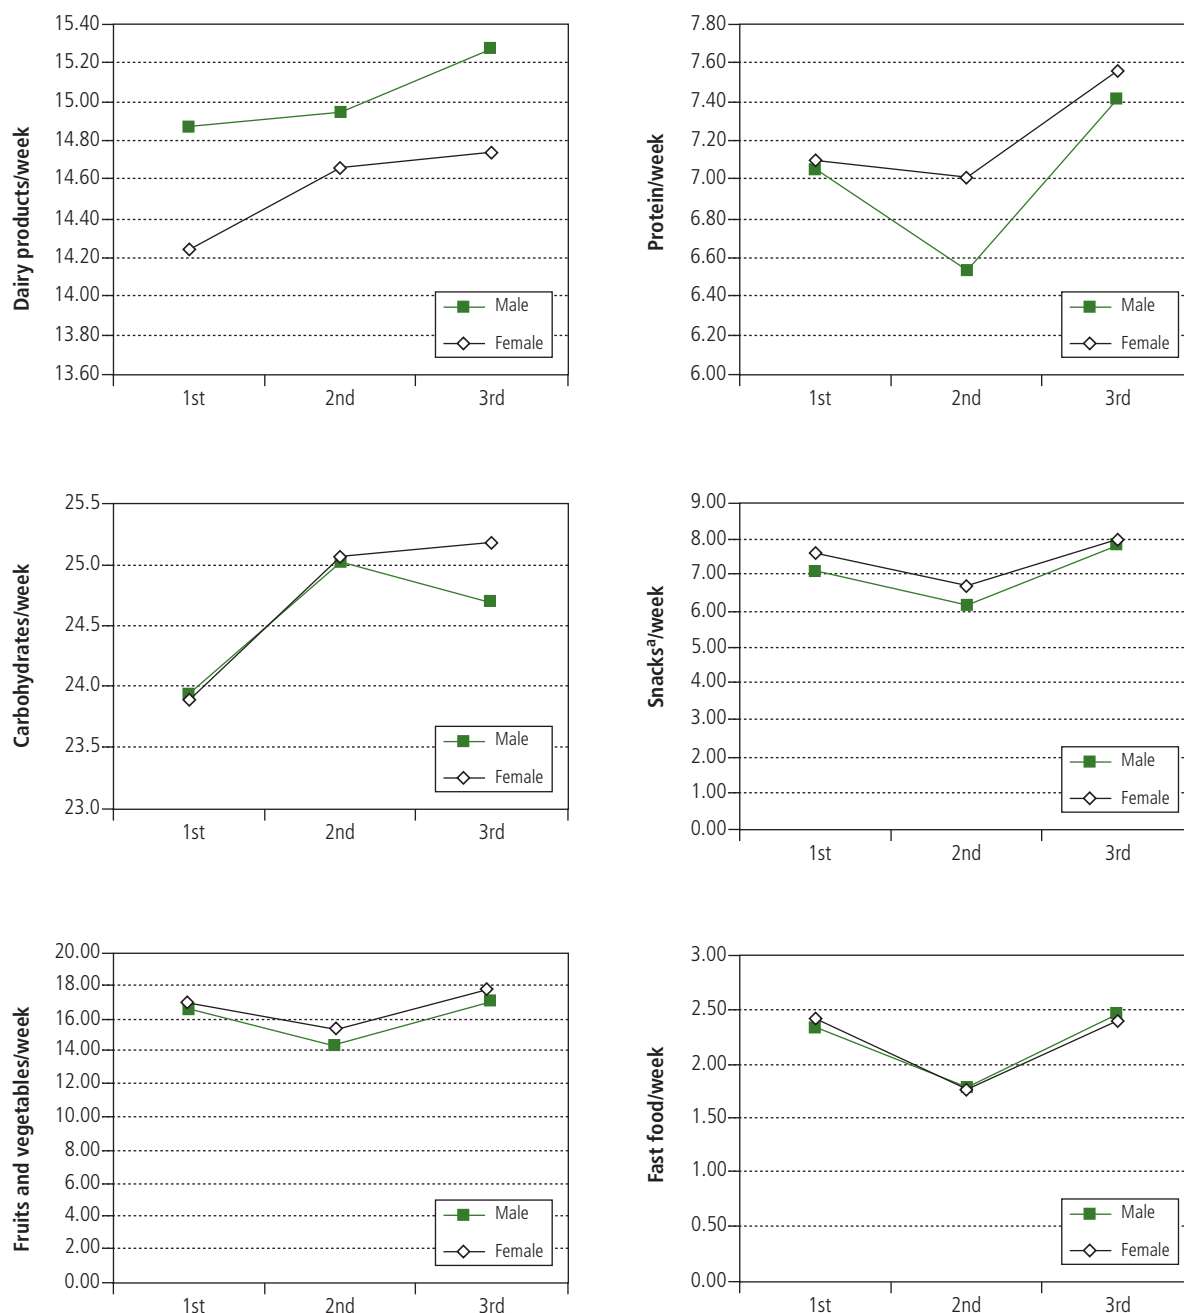 Dairy products/week
15.40
15.20
15.00
14.80
14.60
14.40
14.20
14.00
13.80
13.60
1st 2nd 3rd
Male
Female
Protein/week
7.80
7.60
7.40
7.20
7.00
6.80
6.60
6.40
6.20
6.00
1st 2nd 3rd
Male
Female
Carbohydrates/week
25.5
25.0
24.5
24.0
23.5
23.0
1st 2nd 3rd
Male
Female
Snacksᵃ/week
9.00
8.00
7.00
6.00
5.00
4.00
3.00
2.00
1.00
0.00
1st 2nd 3rd
Male
Female
Fruits and vegetables/week
20.00
18.00
16.00
14.00
12.00
10.00
8.00
6.00
4.00
2.00
0.00
1st 2nd 3rd
Male
Female
Fast food/week
3.00
2.50
2.00
1.50
1.00
0.50
0.00
1st 2nd 3rd
Male
Female